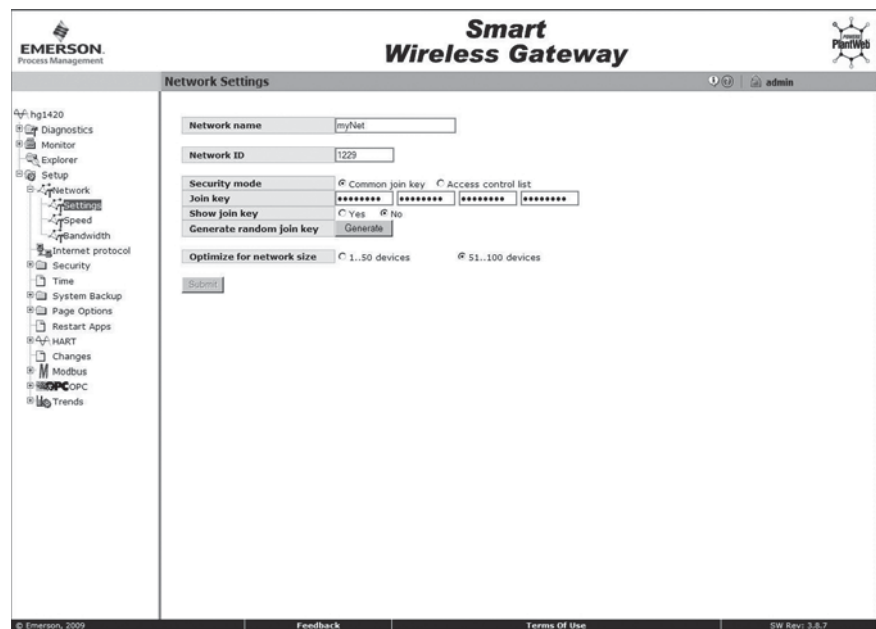 EMERSON.
Process Management
Smart
Wireless Gateway
POWERED
PlantWeb
Network Settings
admin
hg1420
Diagnostics
Monitor
Explorer
Setup
Network
Settings
Speed
Bandwidth
Internet protocol
Security
Time
System Backup
Page Options
Restart Apps
HART
Changes
Modbus
OPC OPC
Trends
Network name myNet
Network ID 1229
Security mode Common join key Access control list
Join key •••••••• •••••••• •••••••• ••••••••
Show join key Yes No
Generate random join key Generate
Optimize for network size 1..50 devices 51..100 devices
Submit
© Emerson, 2009 Feedback Terms Of Use SW Rev: 3.8.7